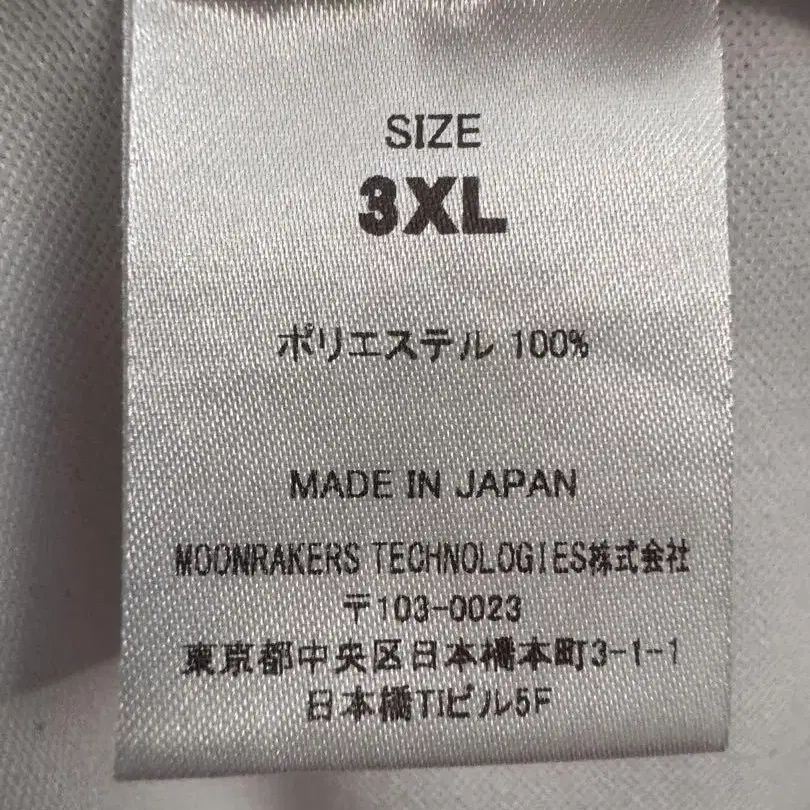 SIZE
3XL
ポリエステル 100%
MADE IN JAPAN
MOONRAKERS TECHNOLOGIES株式会社
〒103-0023
東京都中央区日本橋本町3-1-1
日本橋TIビル5F